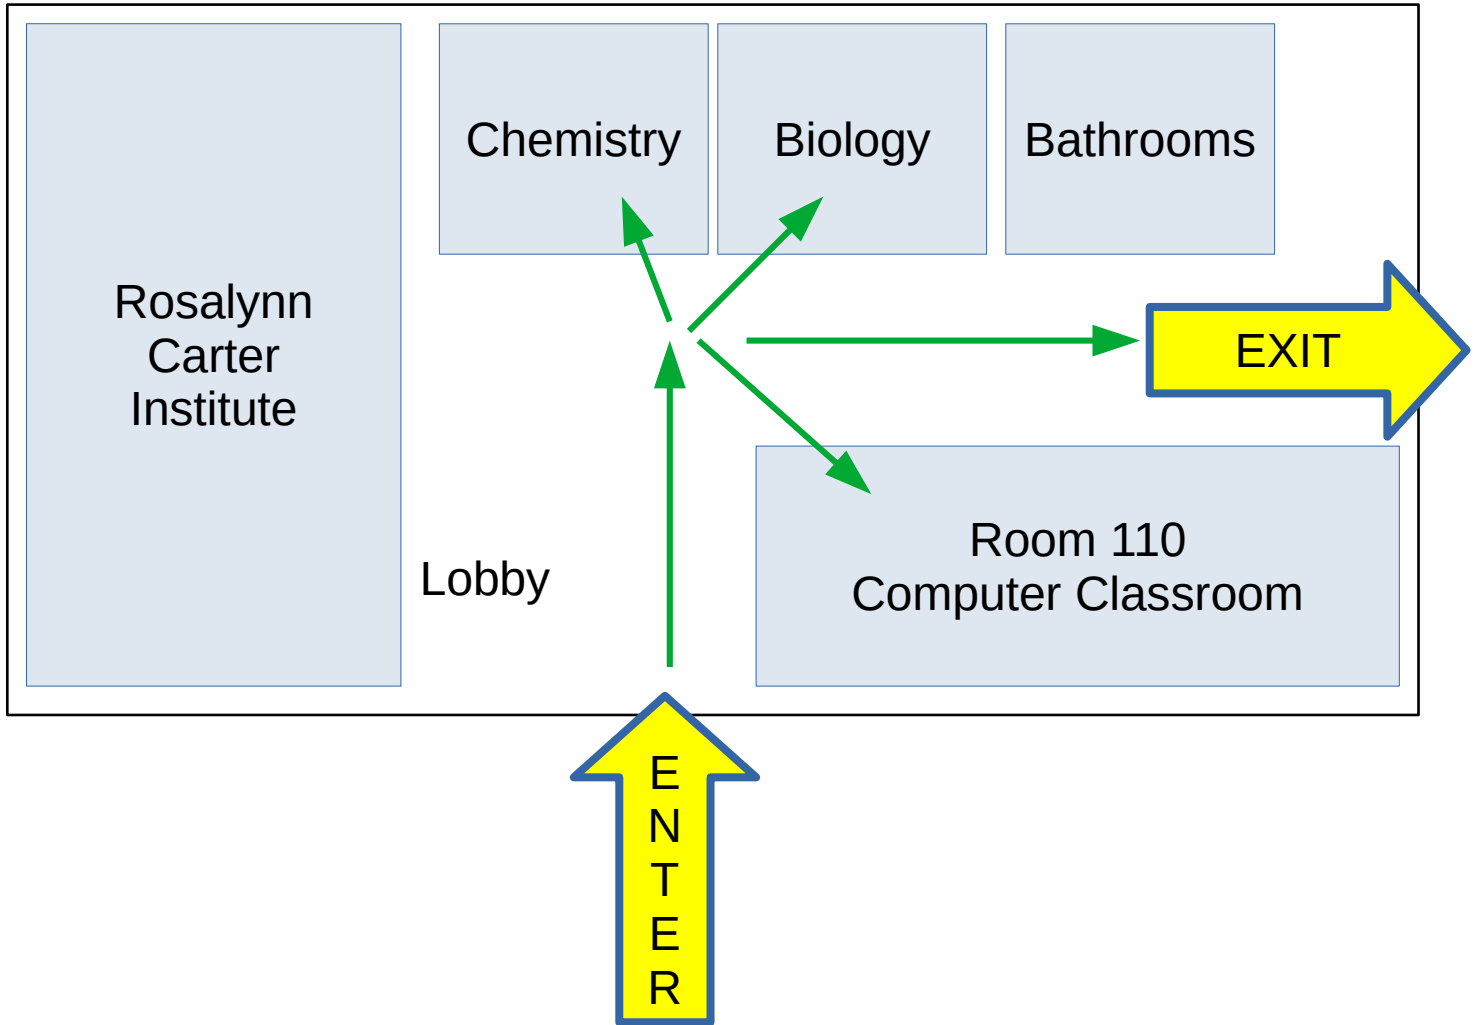 Chemistry
Biology
Bathrooms
Rosalynn
Carter
Institute
EXIT
Room 110
Computer Classroom
Lobby
E
N
T
E
R